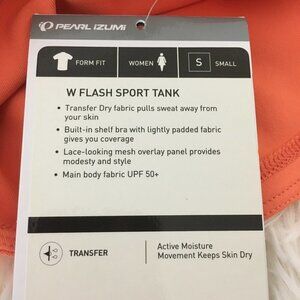 PEARL IZUMI
FORM FIT WOMEN S SMALL
W FLASH SPORT TANK
• Transfer Dry fabric pulls sweat away from
your skin
• Built-in shelf bra with lightly padded fabric
gives you coverage
• Lace-looking mesh overlay panel provides
modesty and style
• Main body fabric UPF 50+
TRANSFER
Active Moisture
Movement Keeps Skin Dry